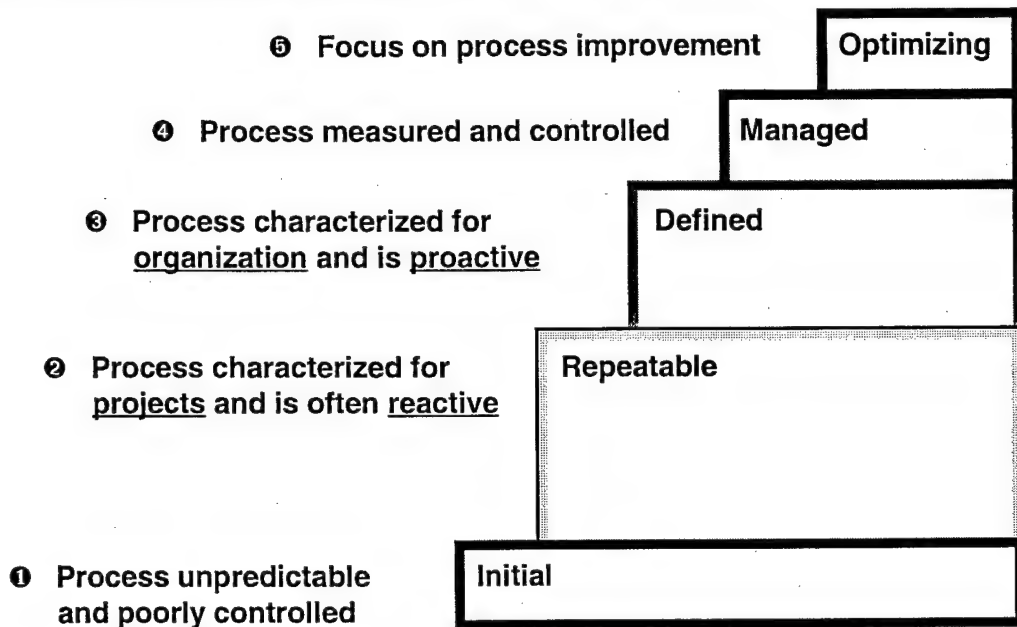 ❺ Focus on process improvement Optimizing
❹ Process measured and controlled Managed
❸ Process characterized for Defined
organization and is proactive
❷ Process characterized for Repeatable
projects and is often reactive
❶ Process unpredictable Initial
and poorly controlled